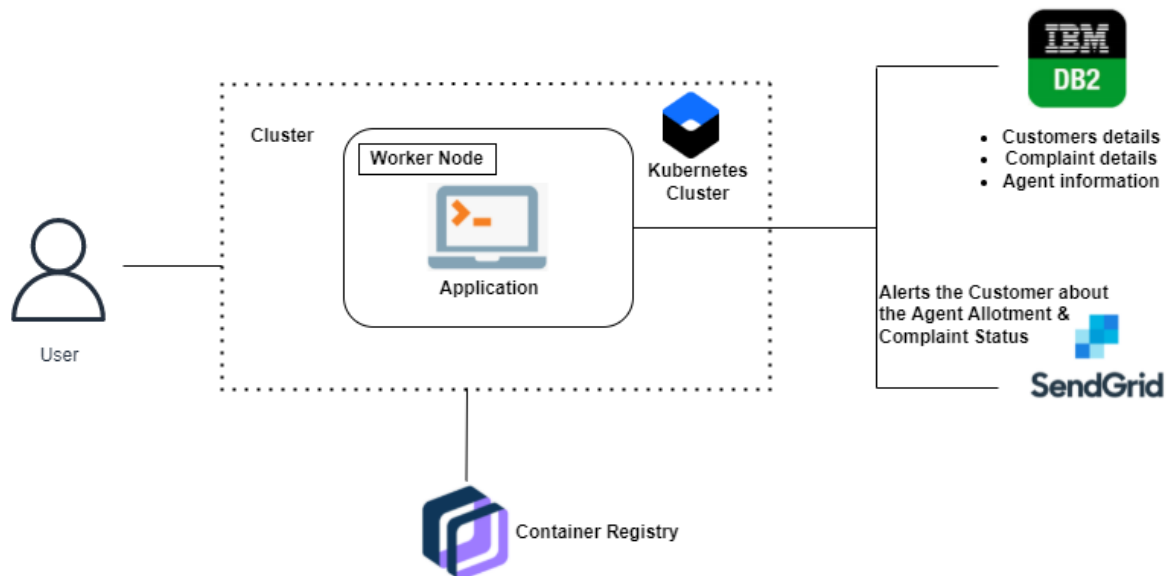 IBM
DB2
Customers details
Complaint details
Agent information
Cluster
Worker Node
Kubernetes
Cluster
Application
User
Alerts the Customer about
the Agent Allotment &
Complaint Status
SendGrid
Container Registry